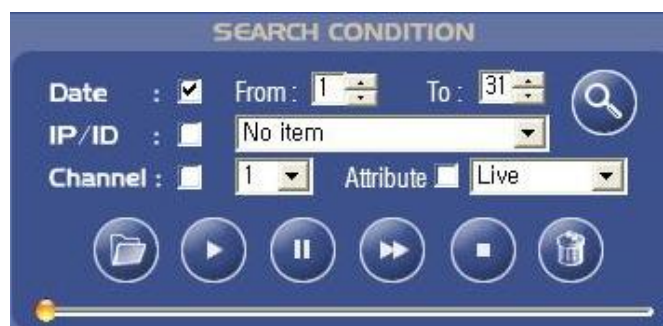 SEARCH CONDITION
Date : From : 1 To : 31
IP/ID : No item
Channel : 1 Attribute Live